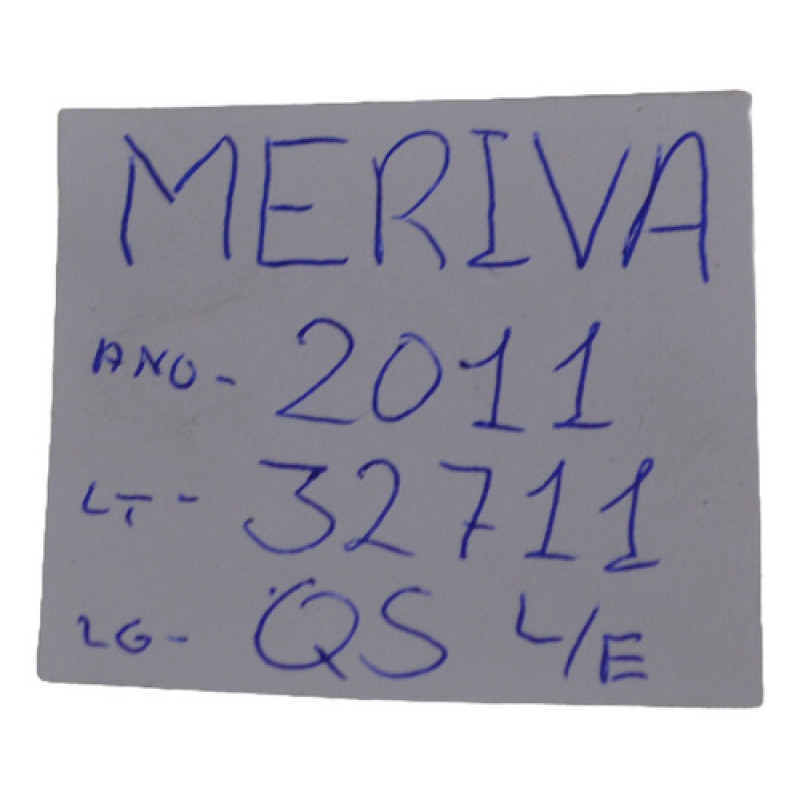 MERIVA
ANO- 2011
LT- 32711
LG- QS L/E